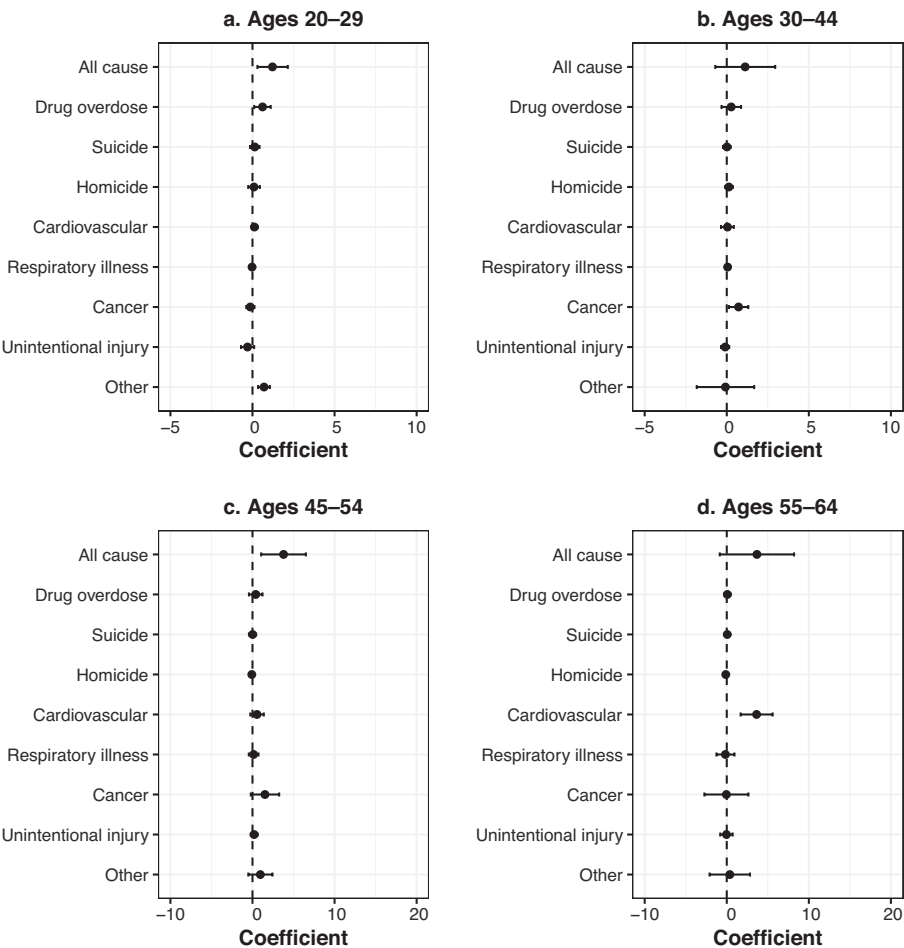 a. Ages 20–29
All cause
Drug overdose
Suicide
Homicide
Cardiovascular
Respiratory illness
Cancer
Unintentional injury
Other
−5 0 5 10
Coefficient
b. Ages 30–44
All cause
Drug overdose
Suicide
Homicide
Cardiovascular
Respiratory illness
Cancer
Unintentional injury
Other
−5 0 5 10
Coefficient
c. Ages 45–54
All cause
Drug overdose
Suicide
Homicide
Cardiovascular
Respiratory illness
Cancer
Unintentional injury
Other
−10 0 10 20
Coefficient
d. Ages 55–64
All cause
Drug overdose
Suicide
Homicide
Cardiovascular
Respiratory illness
Cancer
Unintentional injury
Other
−10 0 10 20
Coefficient